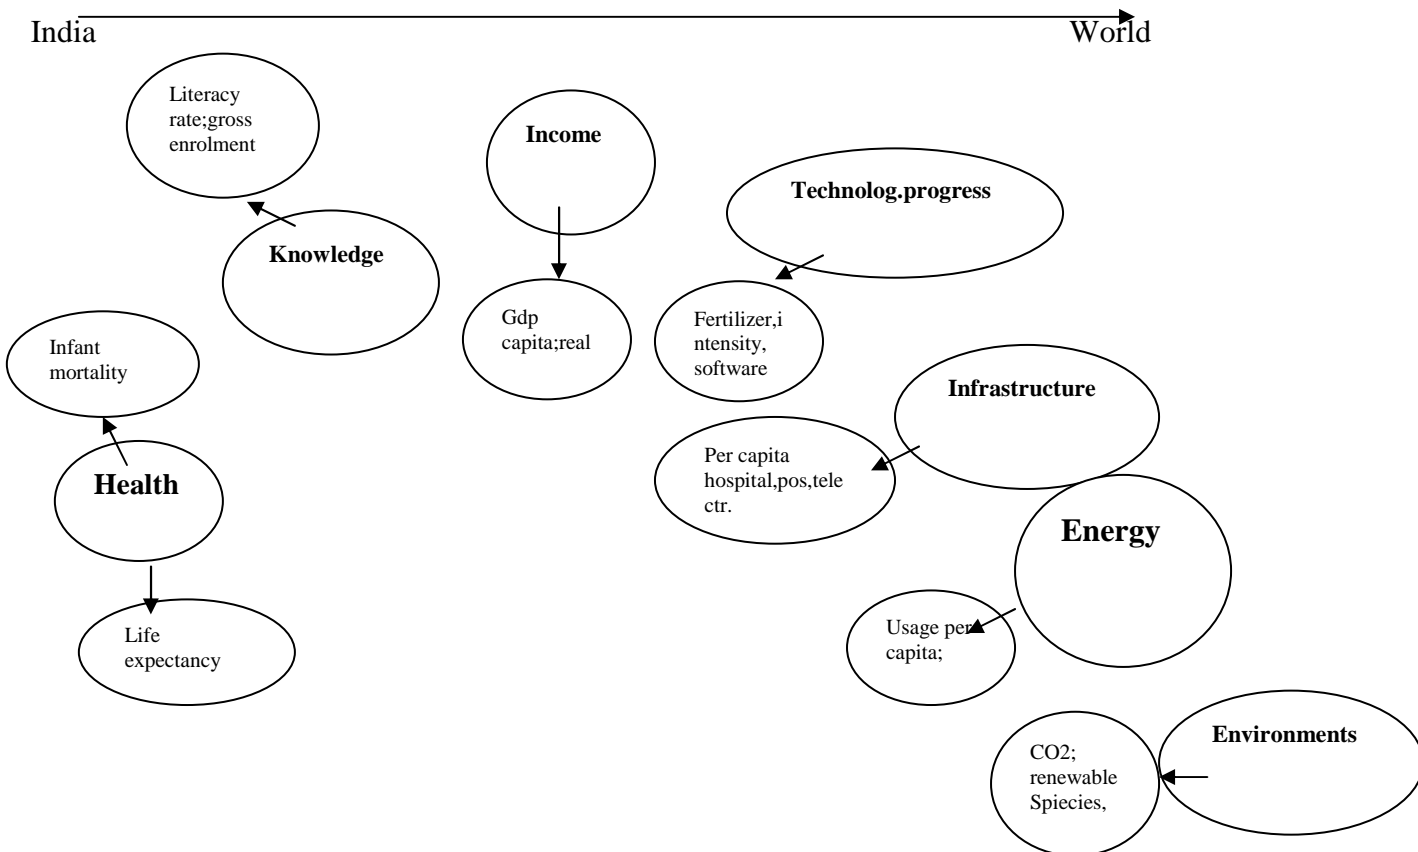 India
World
Literacy
rate;gross
enrolment
Income
Technolog.progress
Knowledge
Gdp
capita;real
Fertilizer,i
ntensity,
software
Infant
mortality
Infrastructure
Per capita
hospital,pos,tele
ctr.
Health
Energy
Life
expectancy
Usage per
capita;
Environments
CO2;
renewable
Spiecies,